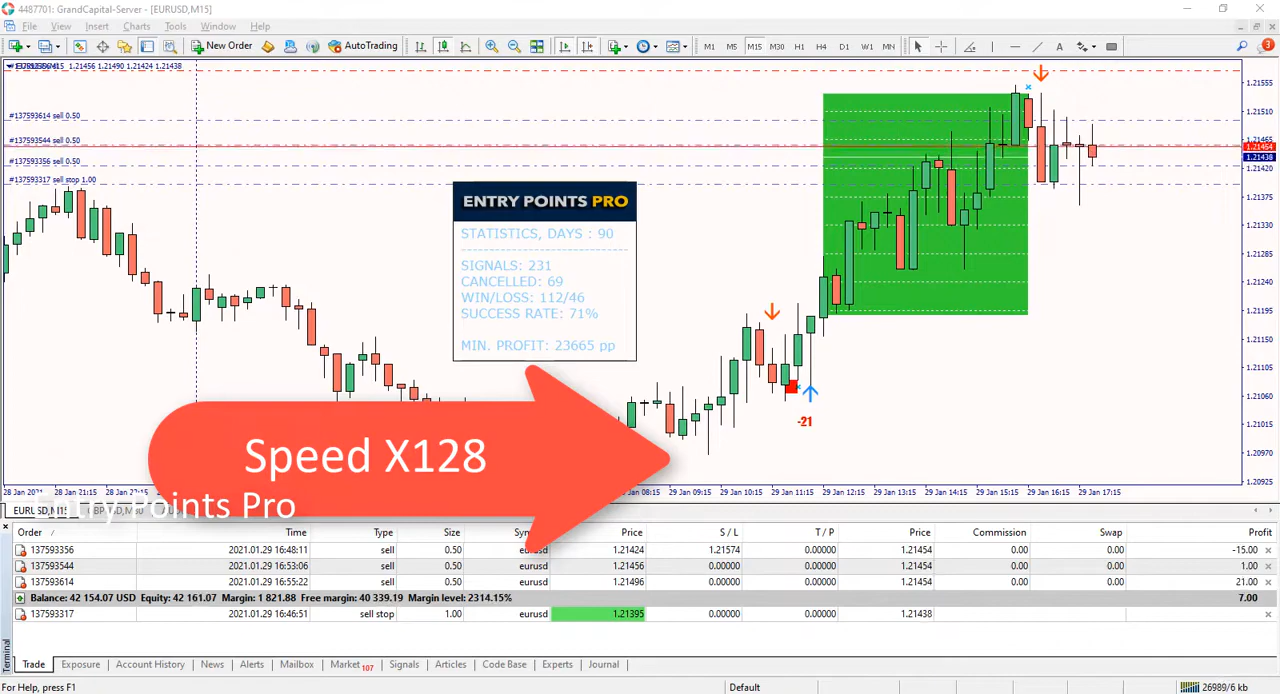 4487701: GrandCapital-Server - [EURUSD,M15]
File View Insert Charts Tools Window Help
New Order AutoTrading M1 M5 M15 M30 H1 H4 D1 W1 MN A 3
1.21456 1.21490 1.21424 1.21438
#137593614 sell 0.50
#137593544 sell 0.50
#137593356 sell 0.50
#137593317 sell stop 1.00
1.21555
1.21510
1.21465
1.21454
1.21438
1.21420
1.21375
1.21330
1.21285
1.21240
1.21195
1.21150
1.21105
1.21060
1.21015
1.20970
1.20925
ENTRY POINTS PRO
STATISTICS, DAYS : 90
SIGNALS: 231
CANCELLED: 69
WIN/LOSS: 112/46
SUCCESS RATE: 71%
MIN. PROFIT: 23665 pp
-21
Speed X128
Entry Points Pro
28 Jan 21:15 29 Jan 09:15 29 Jan 10:15 29 Jan 11:15 29 Jan 12:15 29 Jan 13:15 29 Jan 14:15 29 Jan 15:15 29 Jan 16:15 29 Jan 17:15
EURUSD,M15
Order / Time Type Size Price S / L T / P Price Commission Swap Profit
137593356 2021.01.29 16:48:11 sell 0.50 eurusd 1.21424 1.21574 0.00000 1.21454 0.00 0.00 -15.00
137593544 2021.01.29 16:53:06 sell 0.50 eurusd 1.21456 0.00000 0.00000 1.21454 0.00 0.00 1.00
137593614 2021.01.29 16:55:22 sell 0.50 eurusd 1.21496 0.00000 0.00000 1.21454 0.00 0.00 21.00
Balance: 42 154.07 USD Equity: 42 161.07 Margin: 1 821.88 Free margin: 40 339.19 Margin level: 2314.15% 7.00
137593317 2021.01.29 16:46:51 sell stop 1.00 eurusd 1.21395 0.00000 0.00000 1.21438
Terminal
Trade Exposure Account History News Alerts Mailbox Market 107 Signals Articles Code Base Experts Journal
For Help, press F1 Default 26989/6 kb